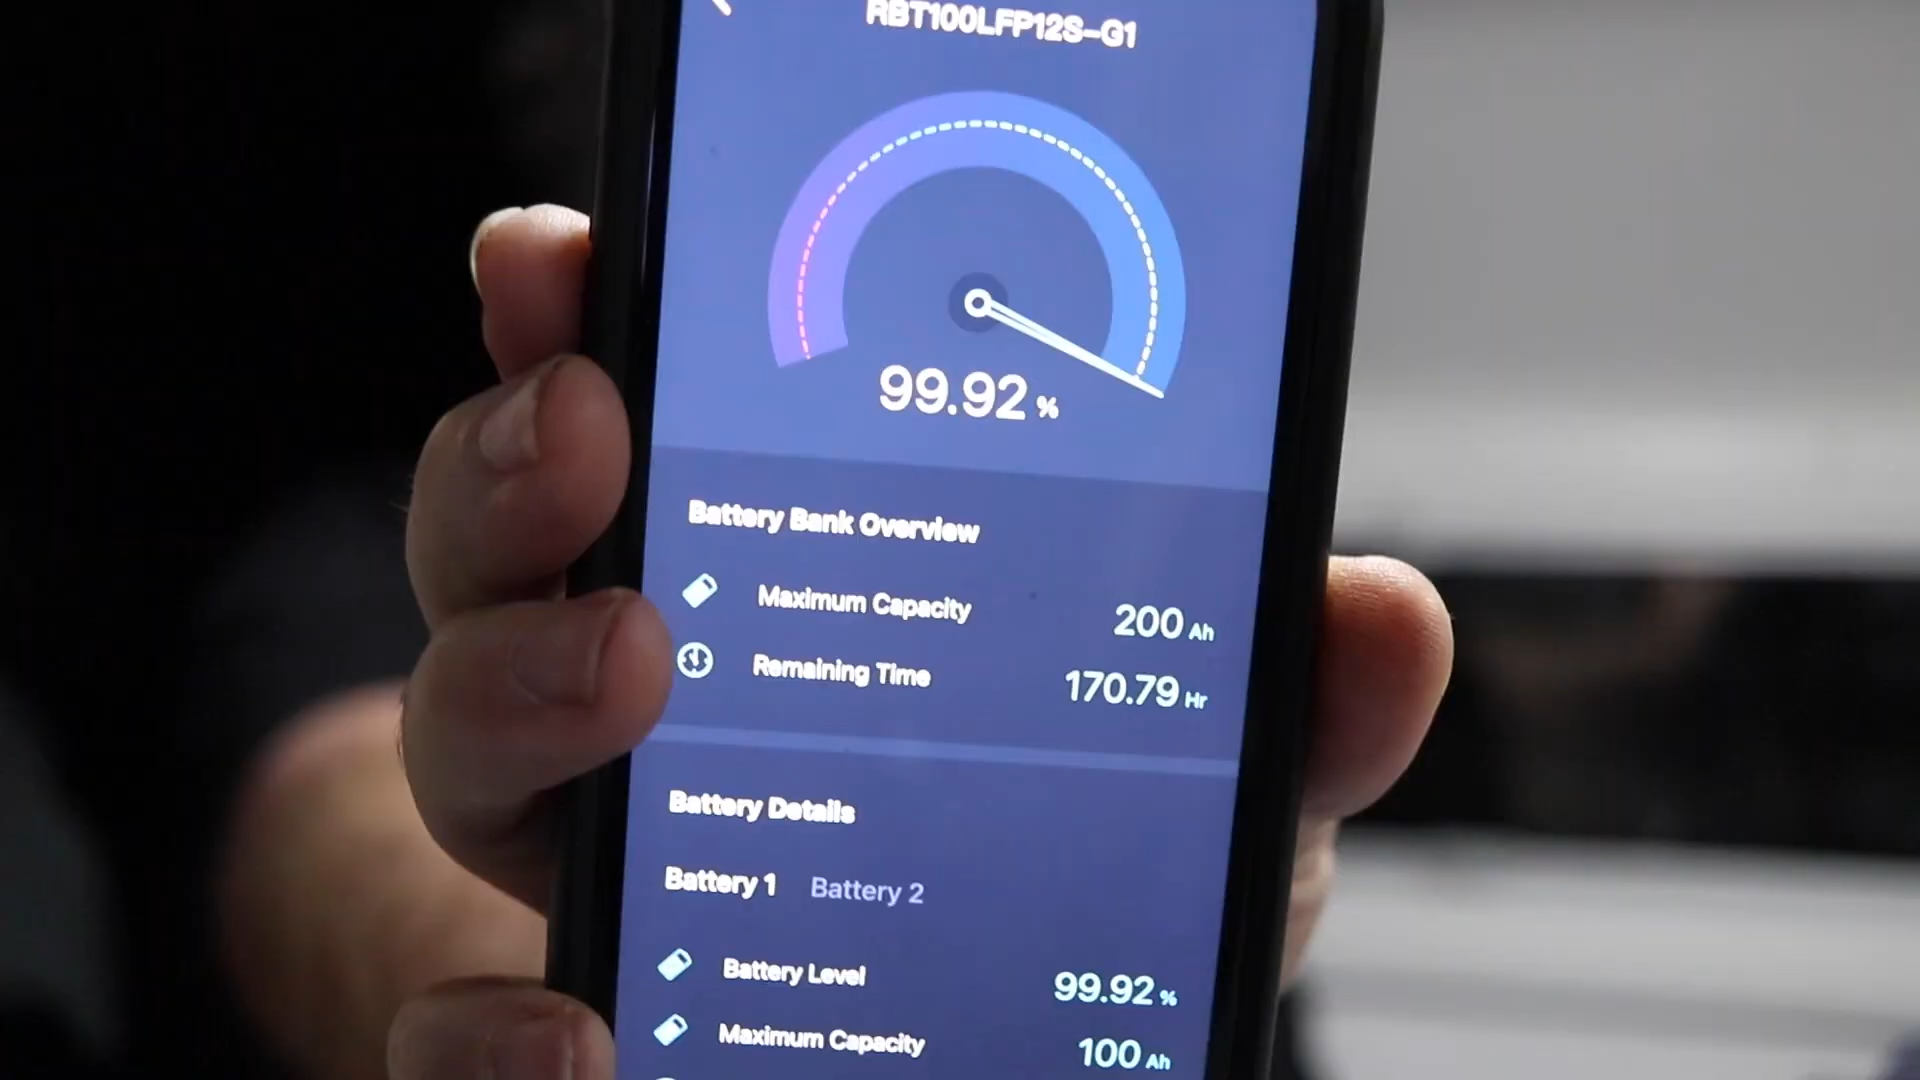 RBT100LFP12S-G1
99.92 %
Battery Bank Overview
Maximum Capacity 200 Ah
Remaining Time 170.79 Hr
Battery Details
Battery 1 Battery 2
Battery Level 99.92 %
Maximum Capacity 100 Ah